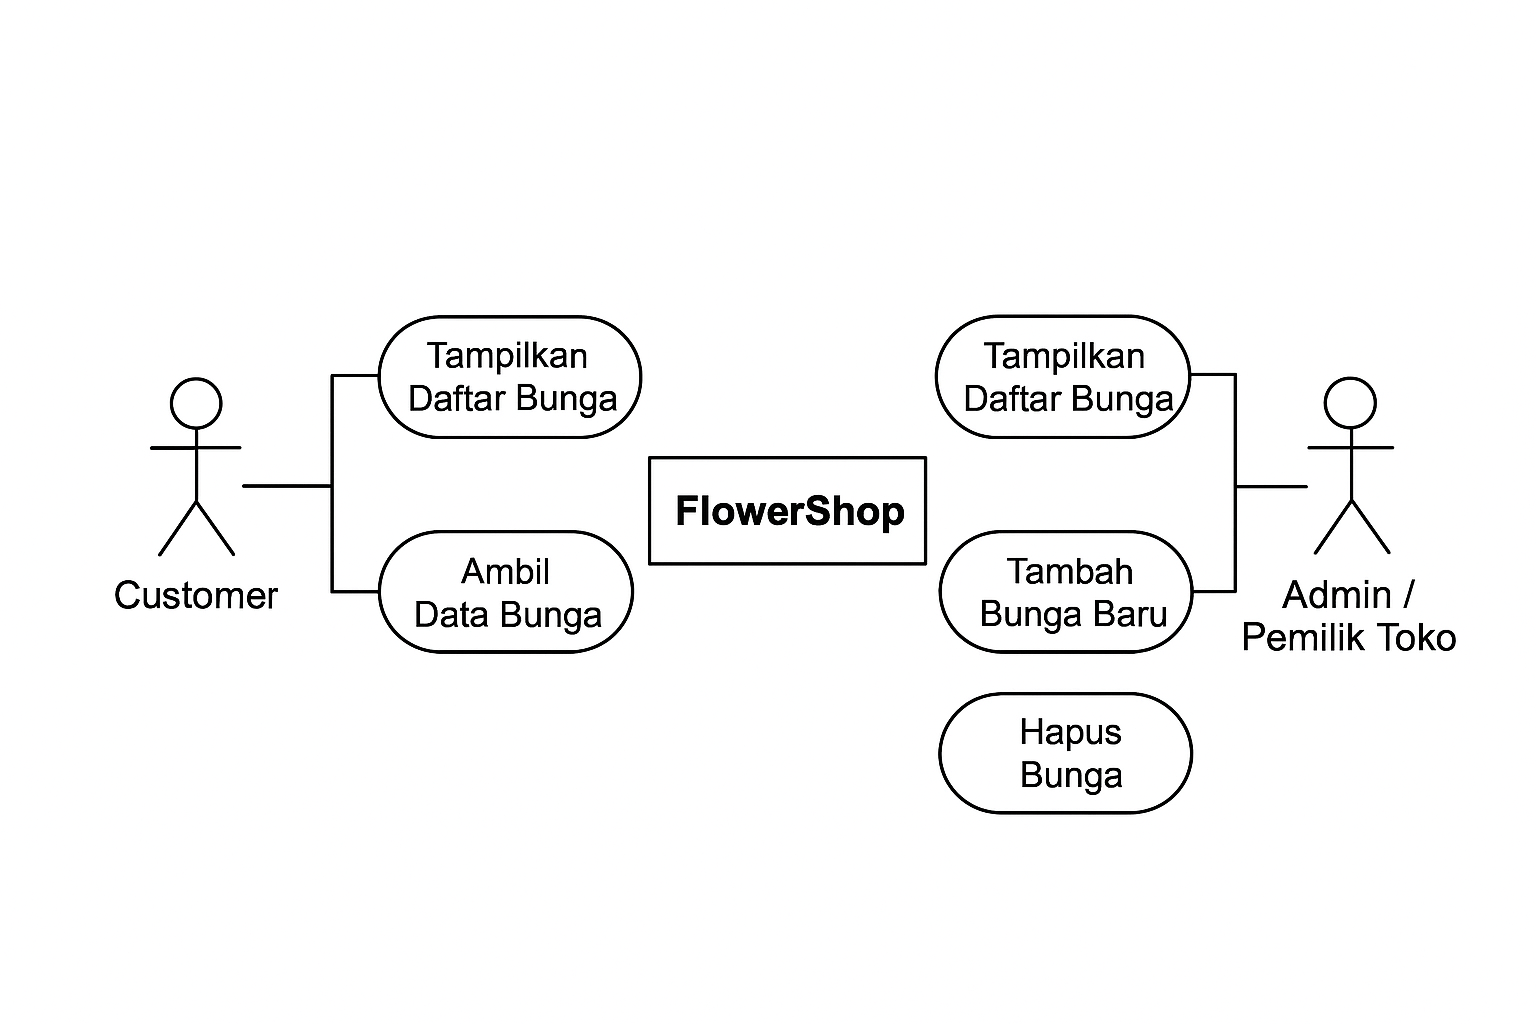 Tampilkan
Daftar Bunga
Ambil
Data Bunga
Customer
FlowerShop
Tampilkan
Daftar Bunga
Tambah
Bunga Baru
Hapus
Bunga
Admin /
Pemilik Toko